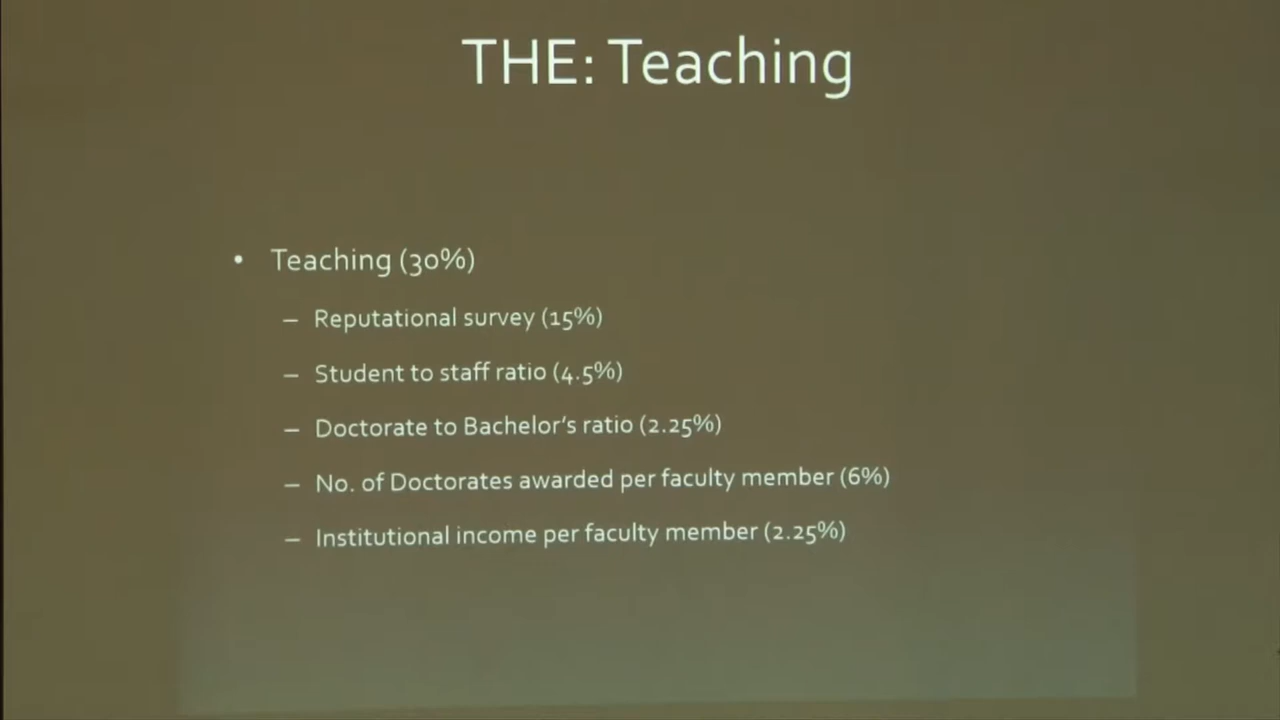 THE: Teaching
• Teaching (30%)
– Reputational survey (15%)
– Student to staff ratio (4.5%)
– Doctorate to Bachelor's ratio (2.25%)
– No. of Doctorates awarded per faculty member (6%)
– Institutional income per faculty member (2.25%)